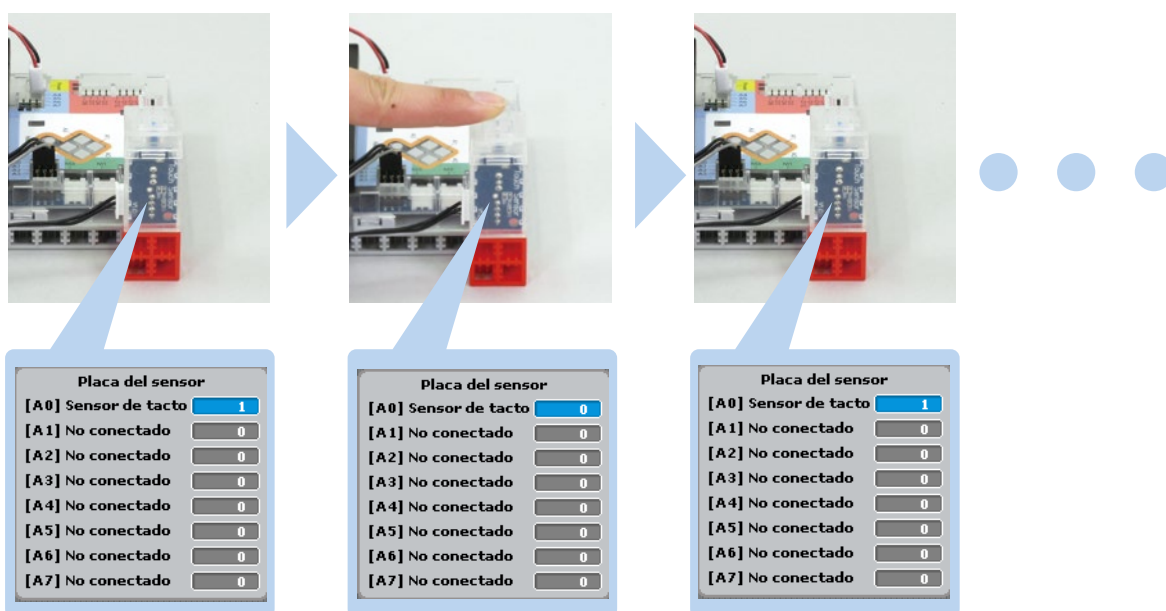 Placa del sensor
[A0] Sensor de tacto 1
[A1] No conectado 0
[A2] No conectado 0
[A3] No conectado 0
[A4] No conectado 0
[A5] No conectado 0
[A6] No conectado 0
[A7] No conectado 0
Placa del sensor
[A0] Sensor de tacto 0
[A1] No conectado 0
[A2] No conectado 0
[A3] No conectado 0
[A4] No conectado 0
[A5] No conectado 0
[A6] No conectado 0
[A7] No conectado 0
Placa del sensor
[A0] Sensor de tacto 1
[A1] No conectado 0
[A2] No conectado 0
[A3] No conectado 0
[A4] No conectado 0
[A5] No conectado 0
[A6] No conectado 0
[A7] No conectado 0